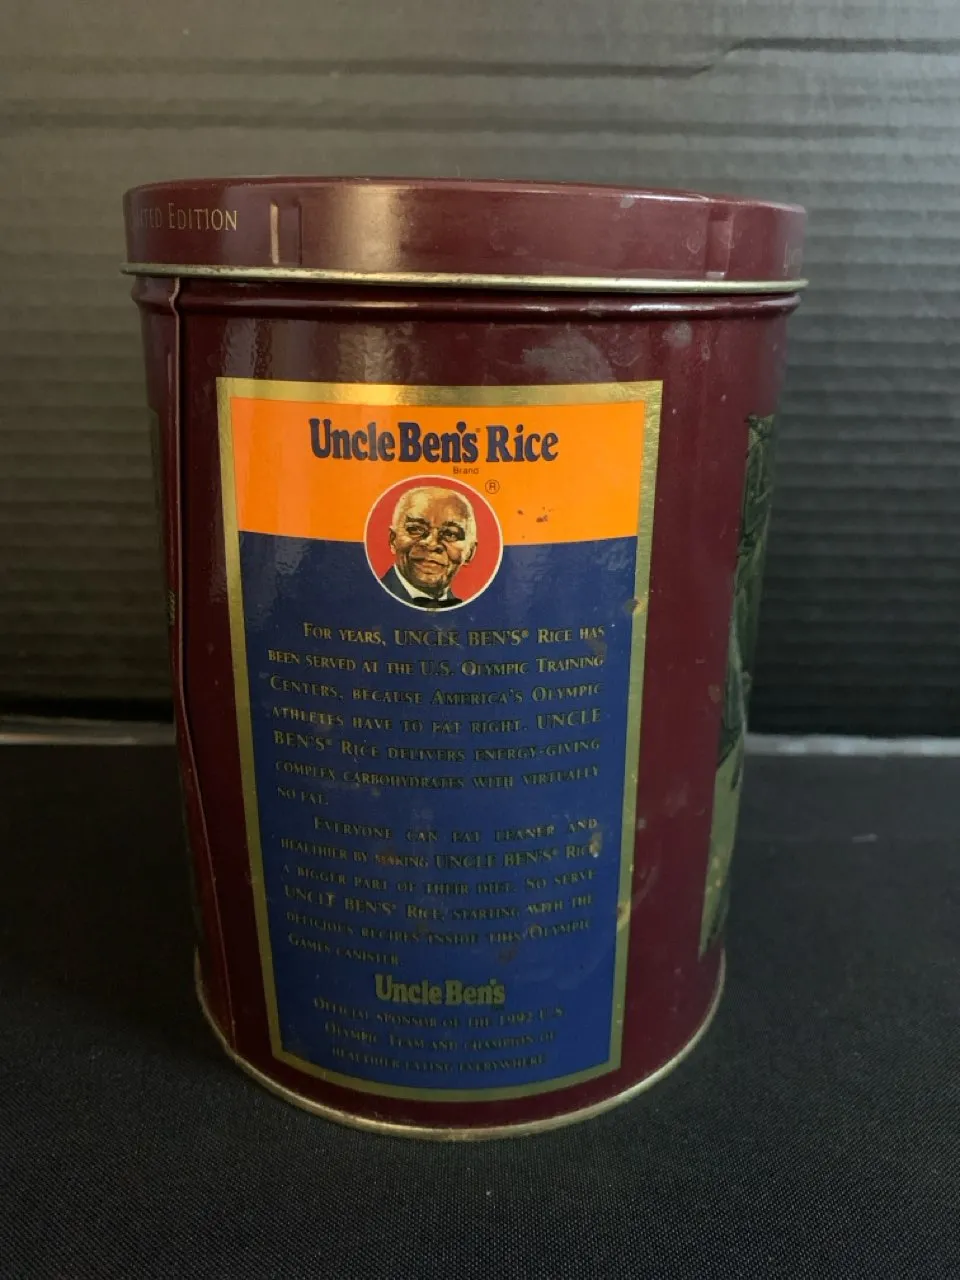 ITED EDITION
Uncle Ben's® Rice
Brand
®
FOR YEARS, UNCLE BEN'S® RICE HAS
BEEN SERVED AT THE U.S. OLYMPIC TRAINING
CENTERS, BECAUSE AMERICA'S OLYMPIC
ATHLETES HAVE TO EAT RIGHT. UNCLE
BEN'S® RICE DELIVERS ENERGY-GIVING
COMPLEX CARBOHYDRATES WITH VIRTUALLY
NO FAT.
EVERYONE CAN EAT LEANER AND
HEALTHIER BY MAKING UNCLE BEN'S® RICE
A BIGGER PART OF THEIR DIET. SO SERVE
UNCLE BEN'S® RICE, STARTING WITH THE
DELICIOUS RECIPES INSIDE THIS OLYMPIC
GAMES CANISTER.
Uncle Ben's
OFFICIAL SPONSOR OF THE 1992 U.S.
OLYMPIC TEAM AND CHAMPION OF
HEALTHIER EATING EVERYWHERE